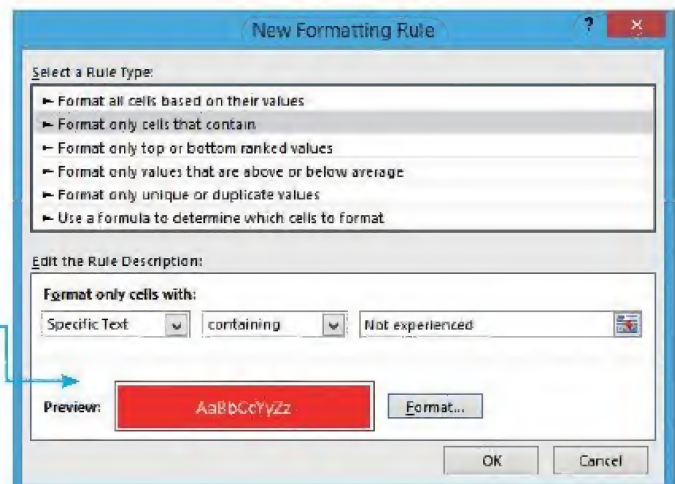 New Formatting Rule ? ×
Select a Rule Type:
► Format all cells based on their values
► Format only cells that contain
► Format only top or bottom ranked values
► Format only values that are above or below average
► Format only unique or duplicate values
► Use a formula to determine which cells to format
Edit the Rule Description:
Format only cells with:
Specific Text containing Not experienced
Preview: AaBbCcYyZz Format...
OK Cancel